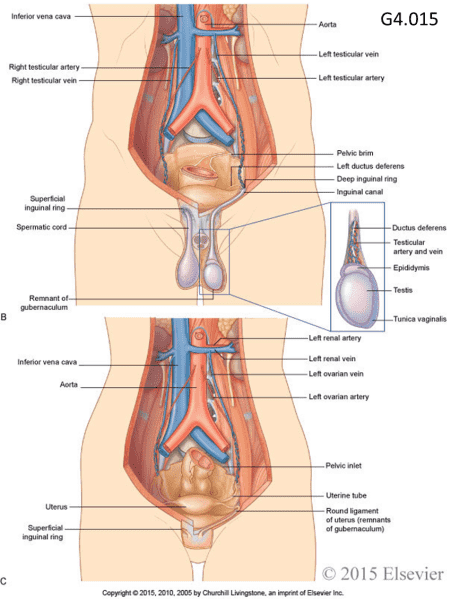 G4.015
Inferior vena cava
Aorta
Left testicular vein
Right testicular artery
Left testicular artery
Right testicular vein
Pelvic brim
Left ductus deferens
Deep inguinal ring
Inguinal canal
Superficial
inguinal ring
Spermatic cord
Ductus deferens
Testicular
artery and vein
Epididymis
Testis
Tunica vaginalis
Remnant of
gubernaculum
B
Left renal artery
Left renal vein
Inferior vena cava
Left ovarian vein
Aorta
Left ovarian artery
Pelvic inlet
Uterine tube
Uterus
Round ligament
of uterus (remnants
of gubernaculum)
Superficial
inguinal ring
C
© 2015 Elsevier
Copyright © 2015, 2010, 2005 by Churchill Livingstone, an imprint of Elsevier Inc.